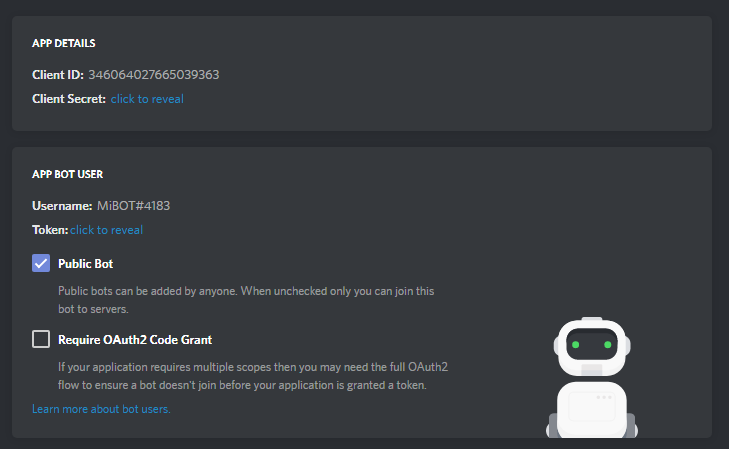 APP DETAILS
Client ID: 346064027665039363
Client Secret: click to reveal
APP BOT USER
Username: MiBOT#4183
Token: click to reveal
Public Bot
Public bots can be added by anyone. When unchecked only you can join this
bot to servers.
Require OAuth2 Code Grant
If your application requires multiple scopes then you may need the full OAuth2
flow to ensure a bot doesn't join before your application is granted a token.
Learn more about bot users.